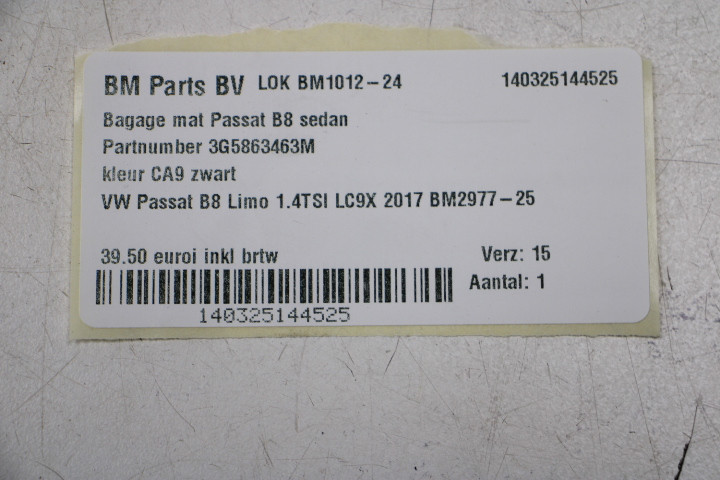 BM Parts BV LOK BM1012-24 140325144525
Bagage mat Passat B8 sedan
Partnumber 3G5863463M
kleur CA9 zwart
VW Passat B8 Limo 1.4TSI LC9X 2017 BM2977-25
39.50 euroi inkl brtw Verz: 15
Aantal: 1
140325144525